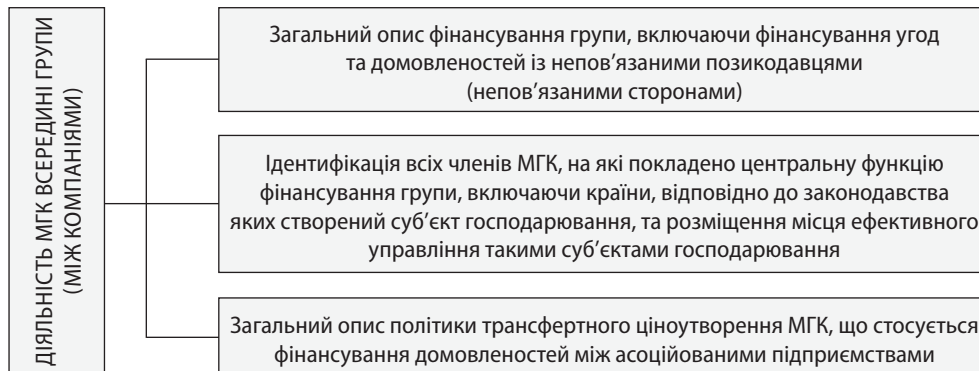 ДІЯЛЬНІСТЬ МГК ВСЕРЕДИНІ ГРУПИ
(МІЖ КОМПАНІЯМИ)
Загальний опис фінансування групи, включаючи фінансування угод
та домовленостей із непов’язаними позикодавцями
(непов’язаними сторонами)
Ідентифікація всіх членів МГК, на які покладено центральну функцію
фінансування групи, включаючи країни, відповідно до законодавства
яких створений суб’єкт господарювання, та розміщення місця ефективного
управління такими суб’єктами господарювання
Загальний опис політики трансфертного ціноутворення МГК, що стосується
фінансування домовленостей між асоційованими підприємствами